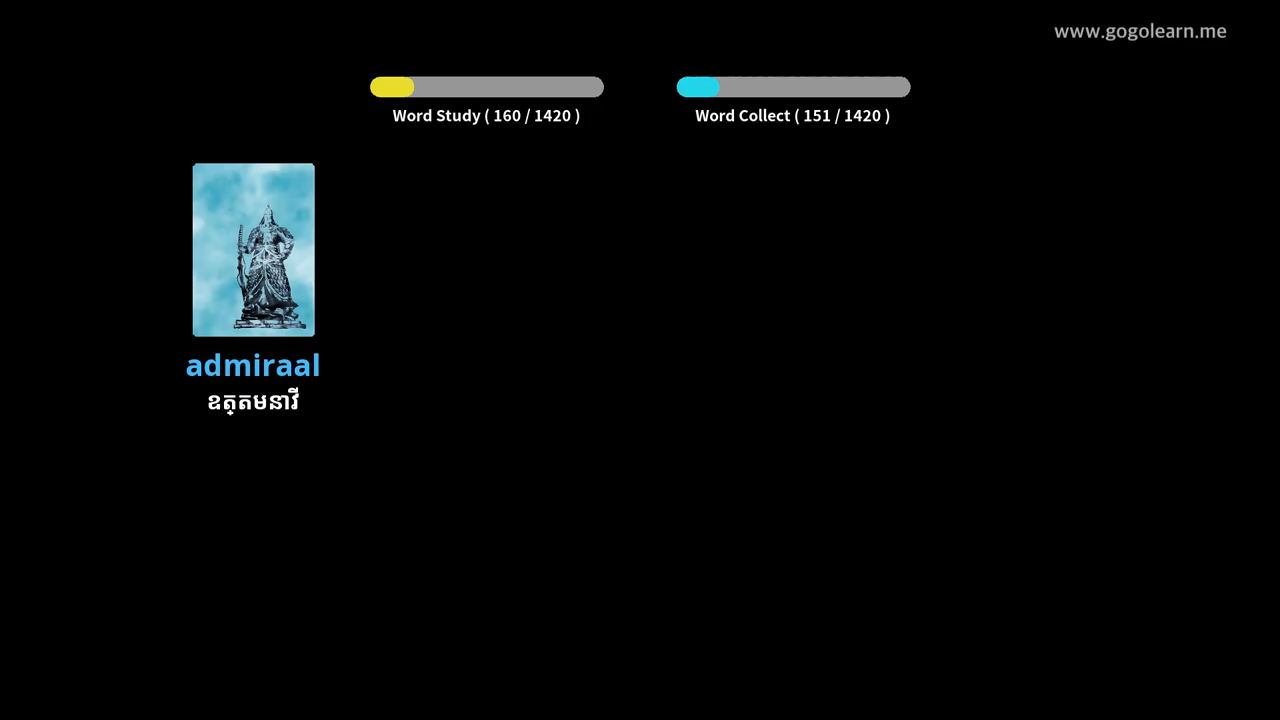 www.gogolearn.me
Word Study ( 160 / 1420 )
Word Collect ( 151 / 1420 )
admiraal
ឧត្តមនាវី